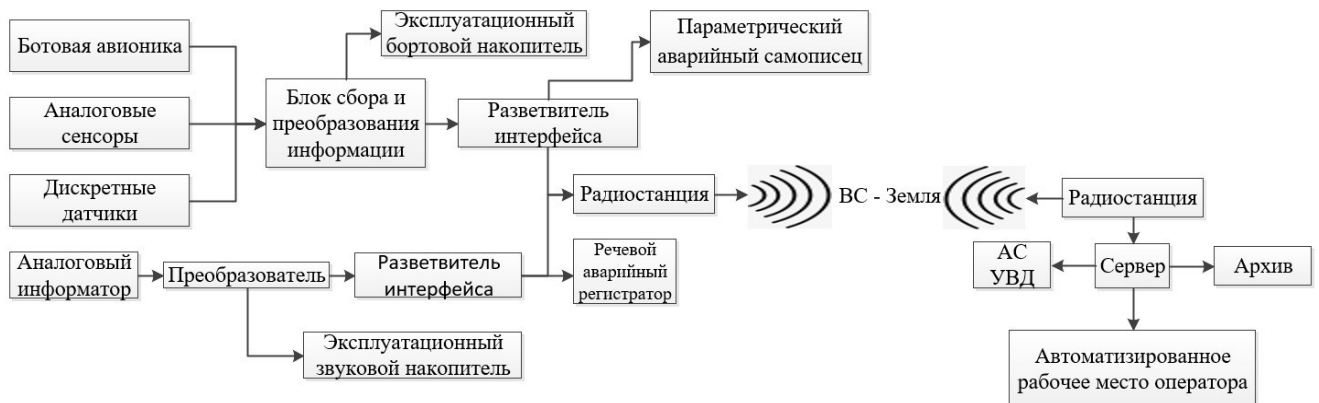 Ботовая авионика
Аналоговые
сенсоры
Дискретные
датчики
Эксплуатационный
бортовой накопитель
Блок сбора и
преобразования
информации
Разветвитель
интерфейса
Параметрический
аварийный самописец
Радиостанция
ВС - Земля
Радиостанция
Аналоговый
информатор
Преобразователь
Разветвитель
интерфейса
Речевой
аварийный
регистратор
Эксплуатационный
звуковой накопитель
АС
УВД
Сервер
Архив
Автоматизированное
рабочее место оператора